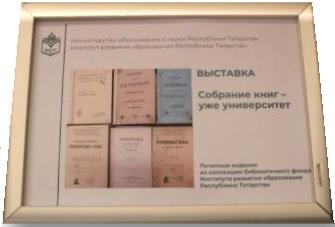 Министерство образования и науки Республики Татарстан
Институт развития образования Республики Татарстан
ВЫСТАВКА
Собрание книг –
уже университет
Печатные издания
из коллекции библиотечного фонда
Института развития образования
Республики Татарстан